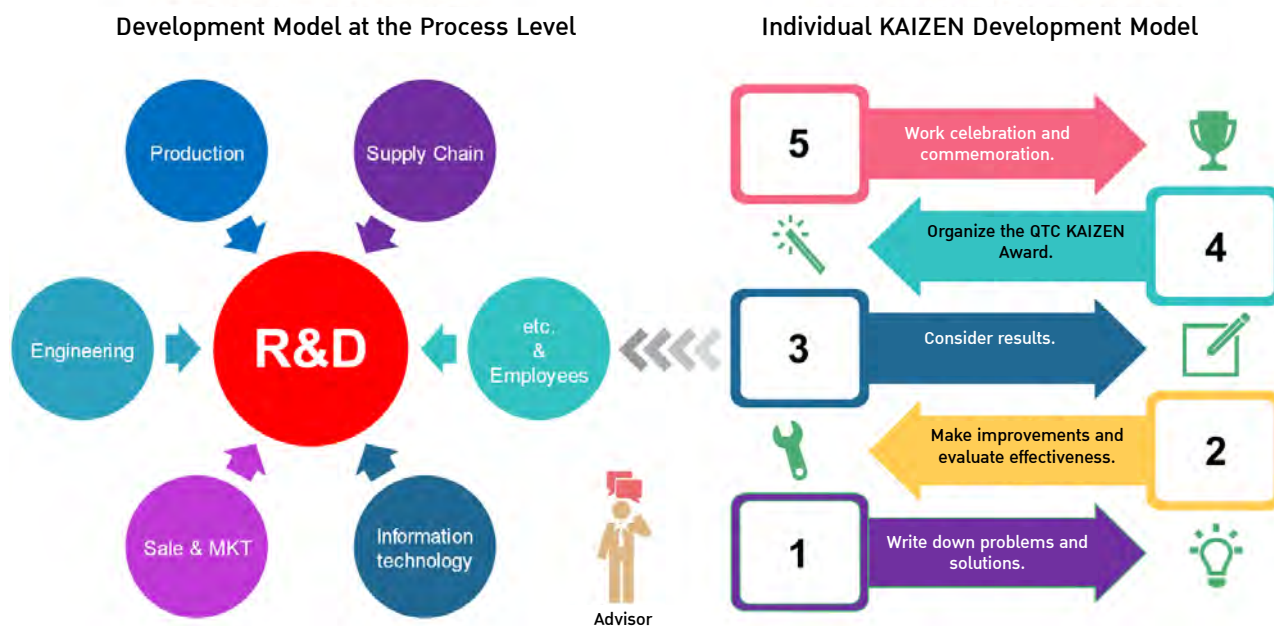 Development Model at the Process Level
Production
Supply Chain
Engineering
R&D
etc.
&
Employees
Sale & MKT
Information
technology
Advisor
Individual KAIZEN Development Model
5
Work celebration and
commemoration.
Organize the QTC KAIZEN
Award.
4
3
Consider results.
Make improvements and
evaluate effectiveness.
2
1
Write down problems and
solutions.